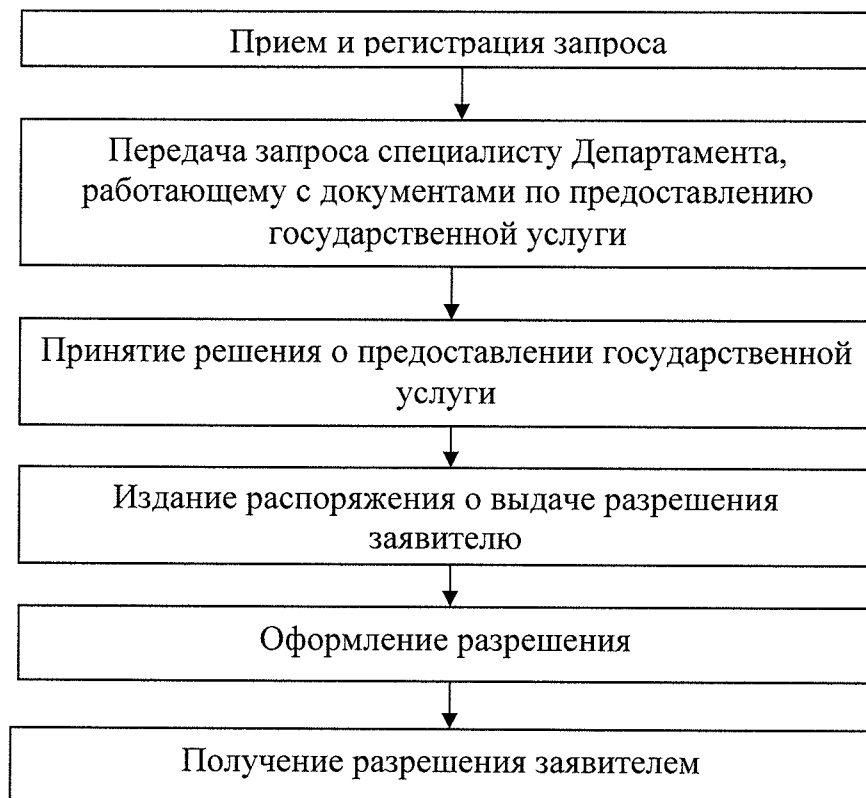 Прием и регистрация запроса
Передача запроса специалисту Департамента,
работающему с документами по предоставлению
государственной услуги
Принятие решения о предоставлении государственной
услуги
Издание распоряжения о выдаче разрешения
заявителю
Оформление разрешения
Получение разрешения заявителем